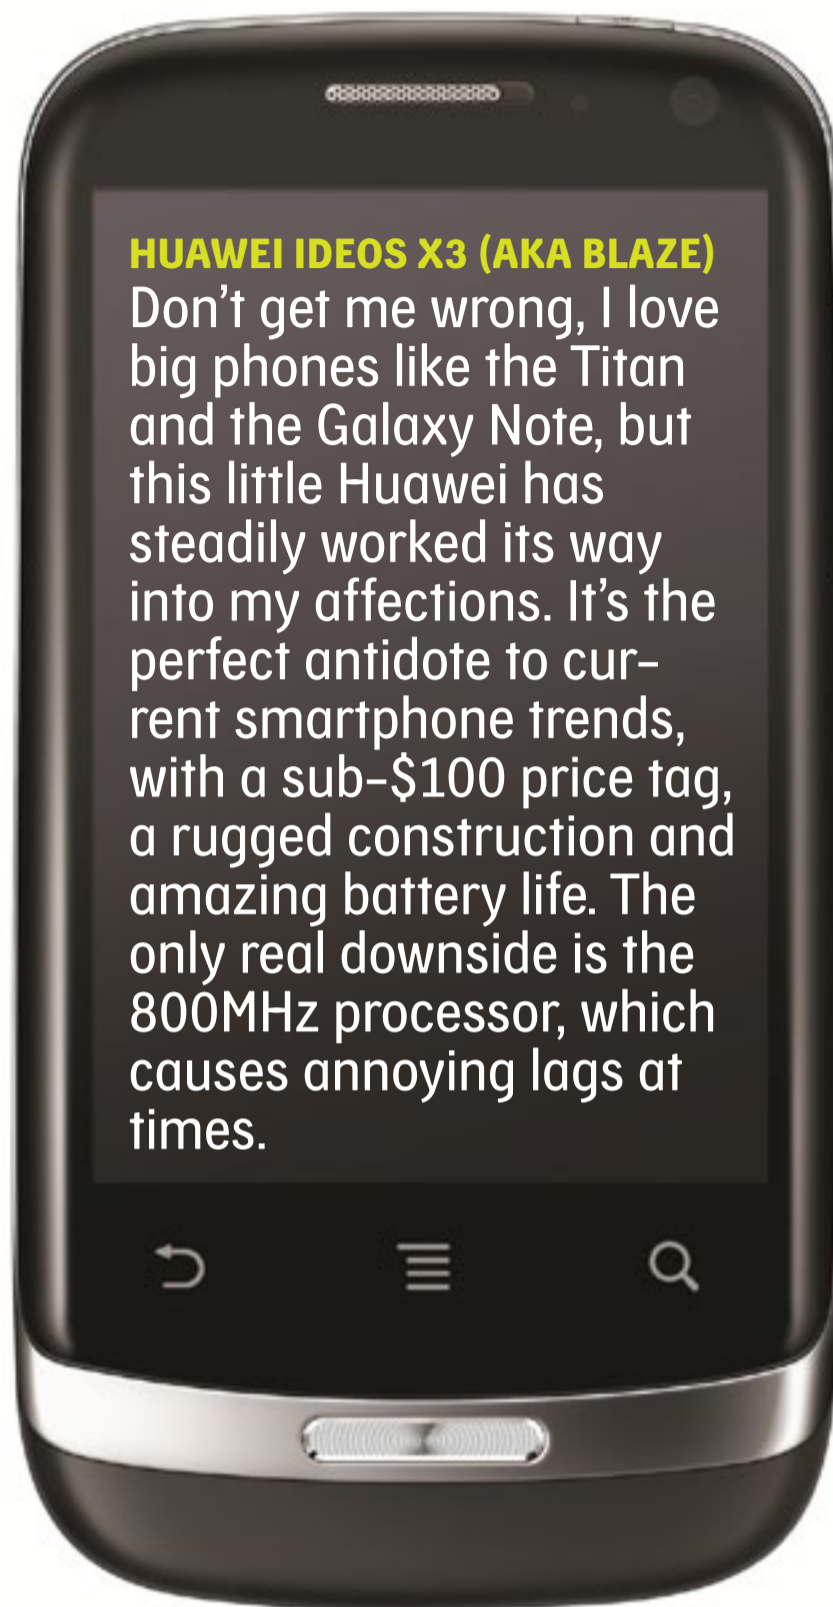 HUAWEI IDEOS X3 (AKA BLAZE)
Don’t get me wrong, I love
big phones like the Titan
and the Galaxy Note, but
this little Huawei has
steadily worked its way
into my affections. It’s the
perfect antidote to cur-
rent smartphone trends,
with a sub-$100 price tag,
a rugged construction and
amazing battery life. The
only real downside is the
800MHz processor, which
causes annoying lags at
times.